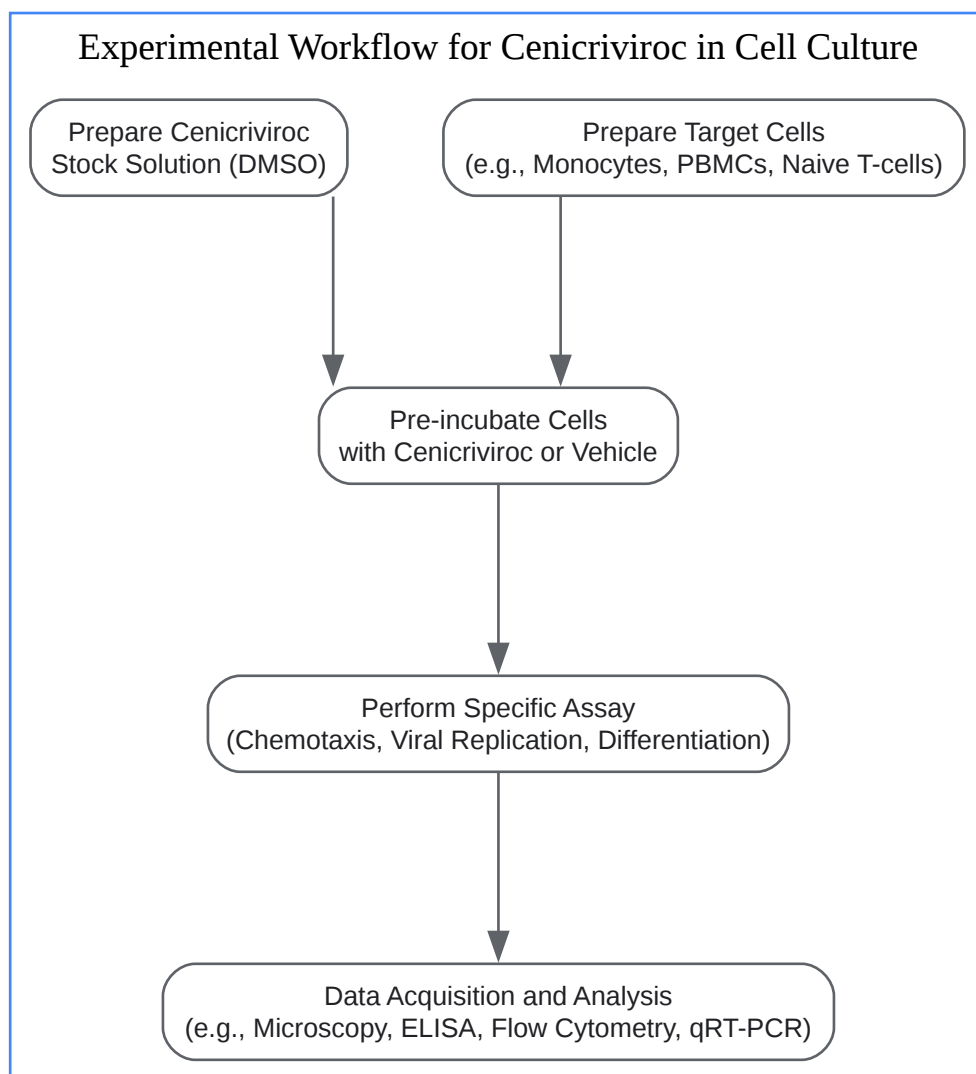 Experimental Workflow for Cenicriviroc in Cell Culture
Prepare Cenicriviroc
Stock Solution (DMSO)
Prepare Target Cells
(e.g., Monocytes, PBMCs, Naive T-cells)
Pre-incubate Cells
with Cenicriviroc or Vehicle
Perform Specific Assay
(Chemotaxis, Viral Replication, Differentiation)
Data Acquisition and Analysis
(e.g., Microscopy, ELISA, Flow Cytometry, qRT-PCR)